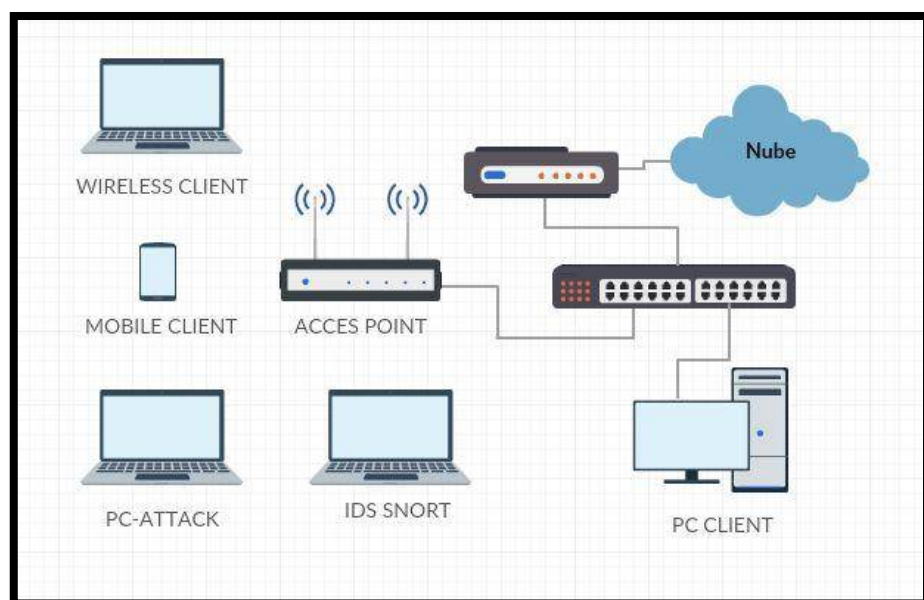 Nube
WIRELESS CLIENT
MOBILE CLIENT
ACCES POINT
PC-ATTACK
IDS SNORT
PC CLIENT